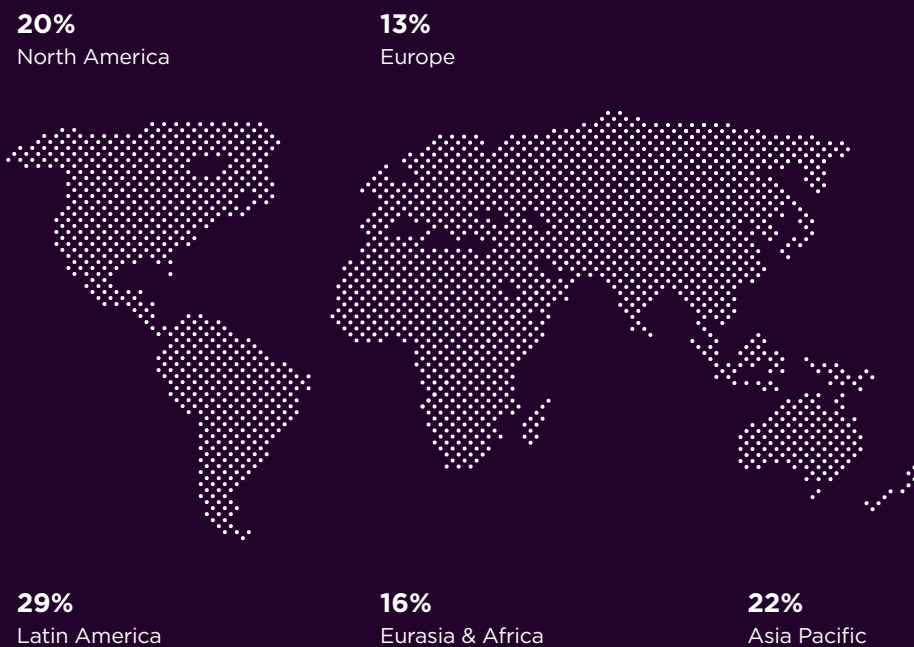 20%
North America
13%
Europe
29%
Latin America
16%
Eurasia & Africa
22%
Asia Pacific